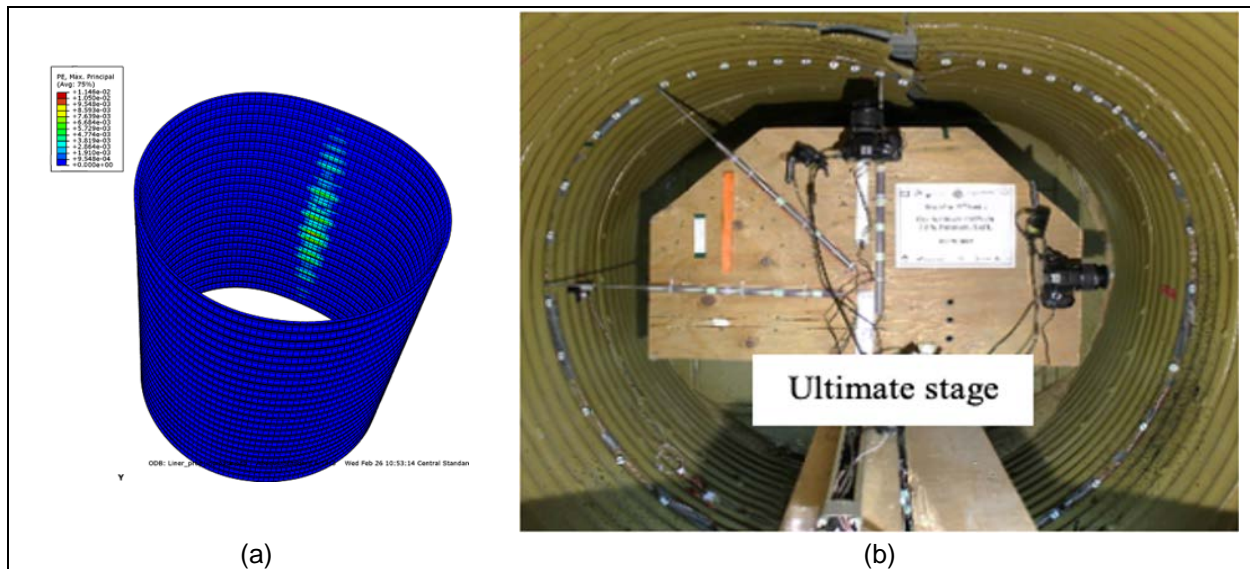 PE, Max. Principal
(Avg: 75%)
+1.146e-02
+1.050e-02
+9.548e-03
+8.593e-03
+7.639e-03
+6.684e-03
+5.729e-03
+4.774e-03
+3.819e-03
+2.864e-03
+1.910e-03
+9.548e-04
+0.000e+00
ODB: Wed Feb 26 10:53:14 Central Standan
Y
Ultimate stage
(a)
(b)